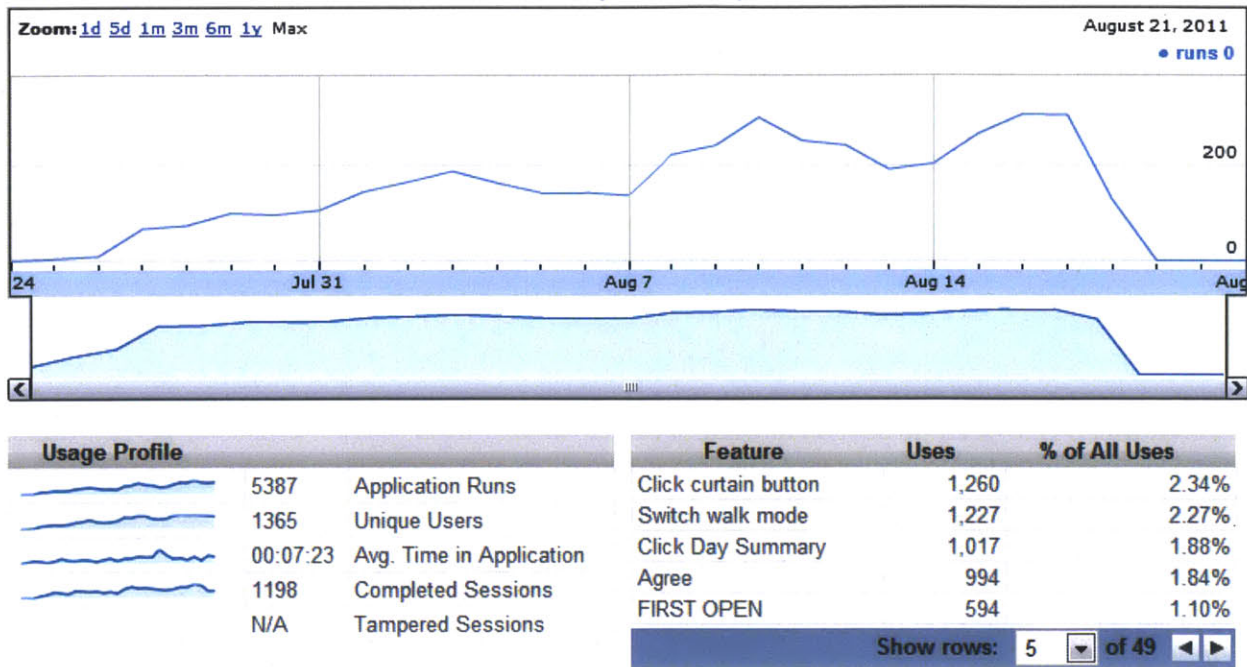 Zoom: 1d 5d 1m 3m 6m 1y Max
August 21, 2011
• runs 0
200
0
24 Jul 31 Aug 7 Aug 14 Aug
Usage Profile
5387 Application Runs
1365 Unique Users
00:07:23 Avg. Time in Application
1198 Completed Sessions
N/A Tampered Sessions
Feature Uses % of All Uses
Click curtain button 1,260 2.34%
Switch walk mode 1,227 2.27%
Click Day Summary 1,017 1.88%
Agree 994 1.84%
FIRST OPEN 594 1.10%
Show rows: 5 of 49